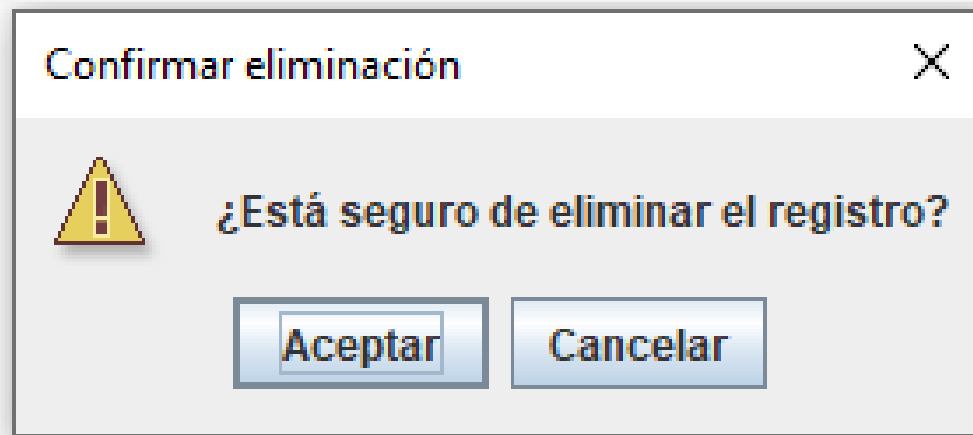 Confirmar eliminación
¿Está seguro de eliminar el registro?
Aceptar Cancelar